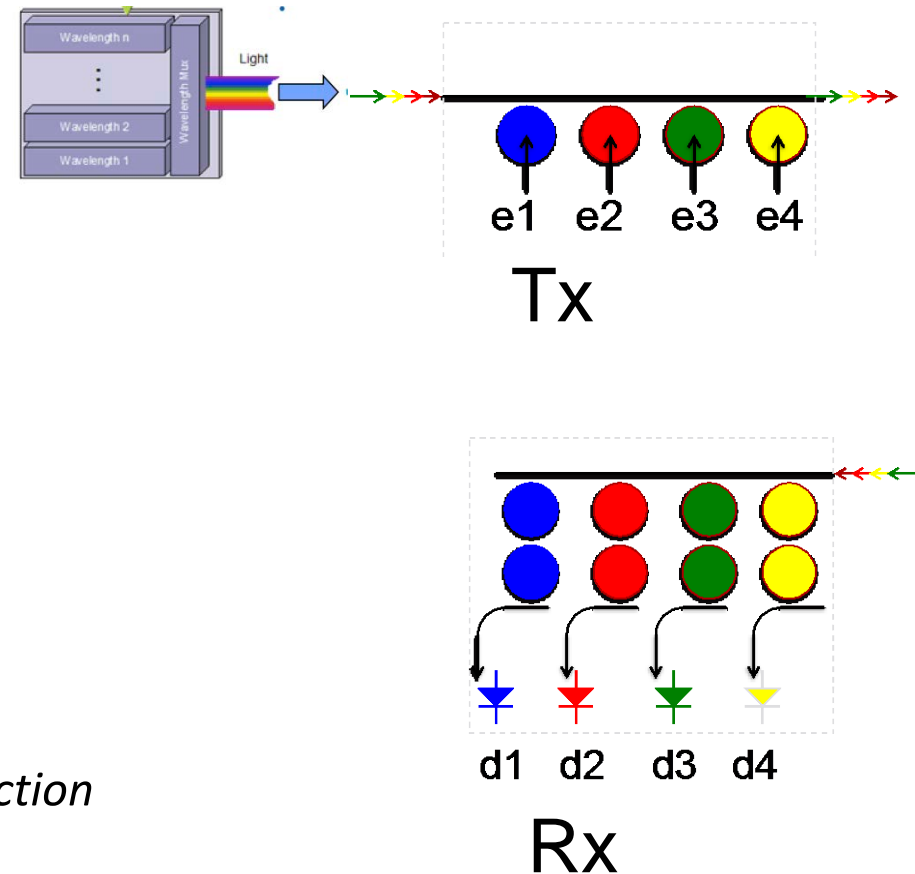 Wavelength n
Wavelength 2
Wavelength 1
Wavelength Mux
Light
e1 e2 e3 e4
Tx
d1 d2 d3 d4
ction
Rx